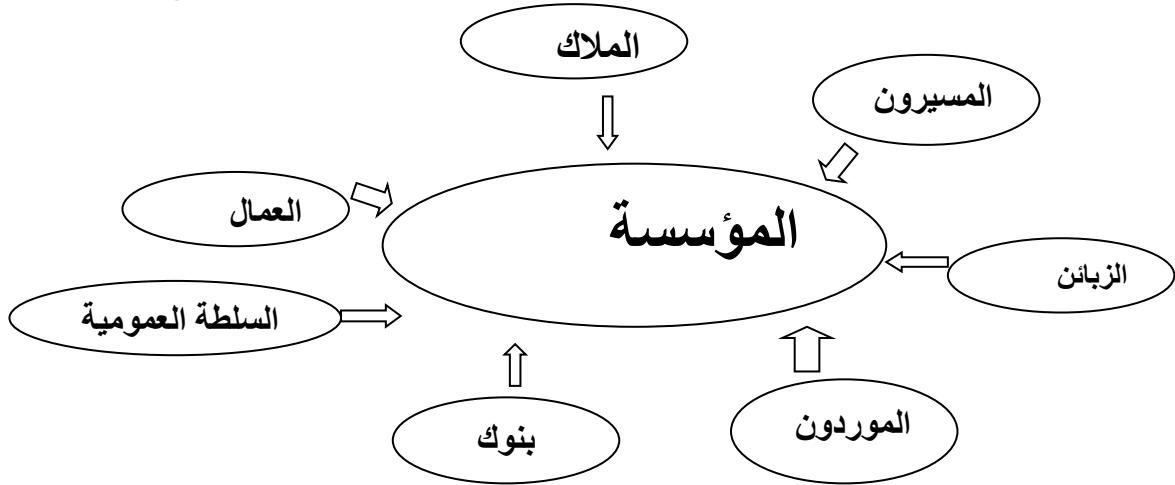 الملاك
المسيرون
المؤسسة
العمال
الزبائن
السلطة العمومية
الموردون
بنوك